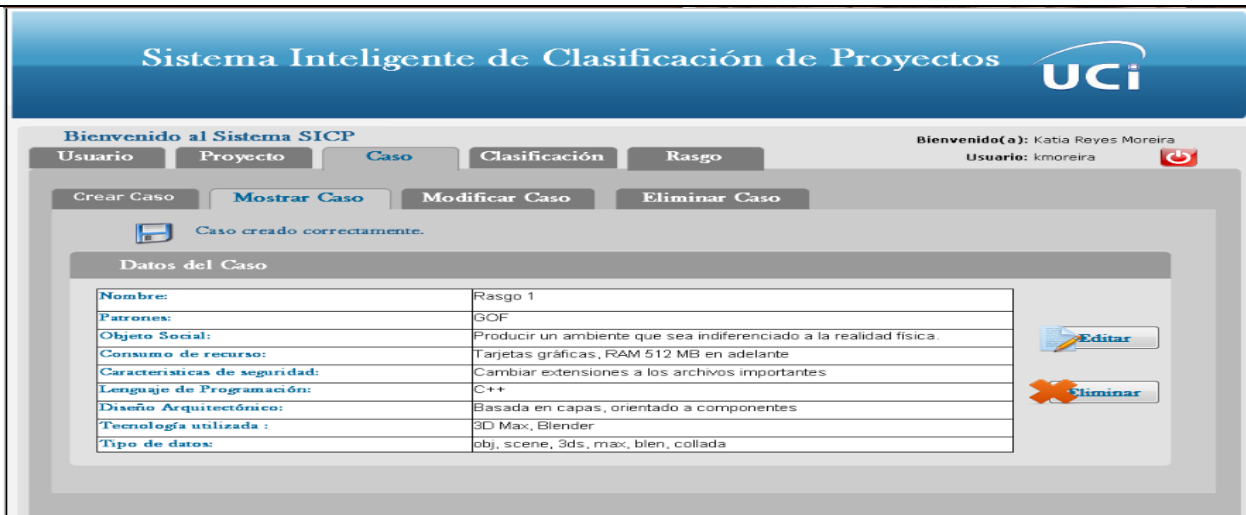 Sistema Inteligente de Clasificación de Proyectos UCi
Bienvenido al Sistema SICP
Bienvenido(a): Katia Reyes Moreira
Usuario Proyecto Caso Clasificación Rasgo
Usuario: kmoreira
Crear Caso Mostrar Caso Modificar Caso Eliminar Caso
Caso creado correctamente.
Datos del Caso
Nombre: Rasgo 1
Patrones: GOF
Objeto Social: Producir un ambiente que sea indiferenciado a la realidad física.
Consumo de recurso: Tarjetas gráficas, RAM 512 MB en adelante
Características de seguridad: Cambiar extensiones a los archivos importantes
Lenguaje de Programación: C++
Diseño Arquitectónico: Basada en capas, orientado a componentes
Tecnología utilizada : 3D Max, Blender
Tipo de datos: obj, scene, 3ds, max, blen, collada
Editar
Eliminar